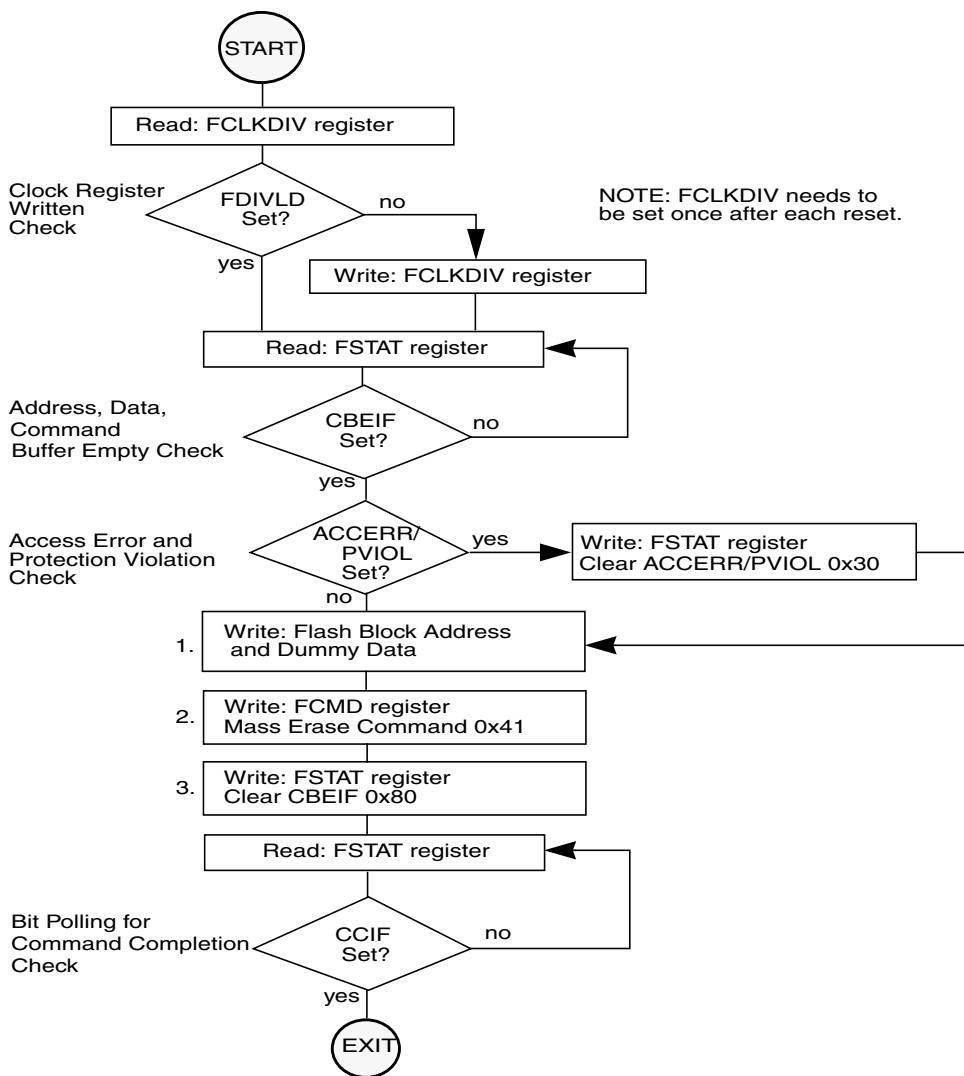 START
Read: FCLKDIV register
Clock Register
Written
Check
FDIVLD
Set?
no
yes
NOTE: FCLKDIV needs to
be set once after each reset.
Write: FCLKDIV register
Read: FSTAT register
Address, Data,
Command
Buffer Empty Check
CBEIF
Set?
no
yes
Access Error and
Protection Violation
Check
ACCERR/
PVIOL
Set?
yes
no
Write: FSTAT register
Clear ACCERR/PVIOL 0x30
1.
Write: Flash Block Address
and Dummy Data
2.
Write: FCMD register
Mass Erase Command 0x41
3.
Write: FSTAT register
Clear CBEIF 0x80
Read: FSTAT register
Bit Polling for
Command Completion
Check
CCIF
Set?
no
yes
EXIT